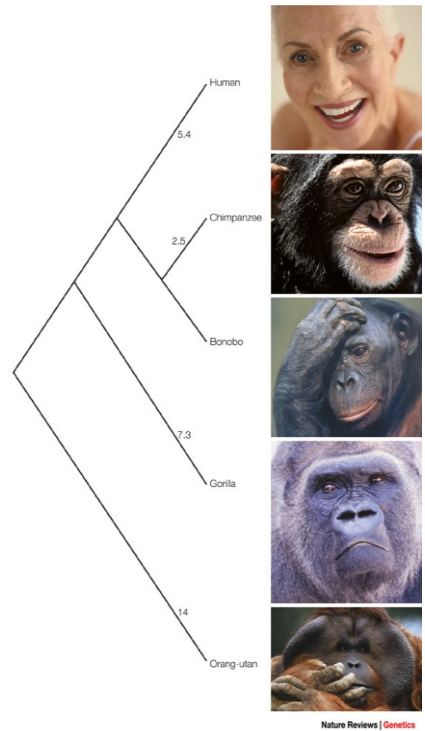 Human
5.4
Chimpanzee
2.5
Bonobo
7.3
Gorilla
14
Orang-utan
Nature Reviews | Genetics